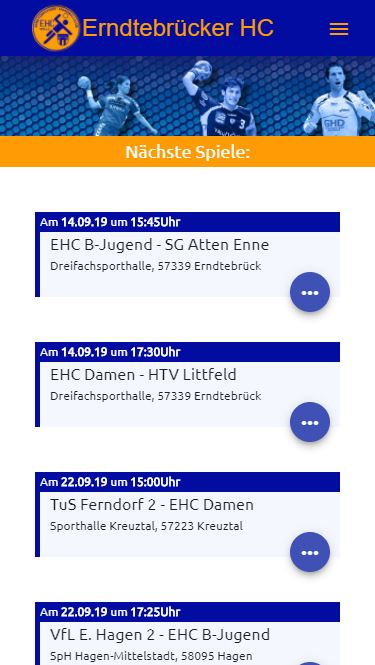 EHC
Erndtebrücker HC
Nächste Spiele:
Am 14.09.19 um 15:45Uhr
EHC B-Jugend - SG Atten Enne
Dreifachsporthalle, 57339 Erndtebrück
Am 14.09.19 um 17:30Uhr
EHC Damen - HTV Littfeld
Dreifachsporthalle, 57339 Erndtebrück
Am 22.09.19 um 15:00Uhr
TuS Ferndorf 2 - EHC Damen
Sporthalle Kreuztal, 57223 Kreuztal
Am 22.09.19 um 17:25Uhr
VfL E. Hagen 2 - EHC B-Jugend
SpH Hagen-Mittelstadt, 58095 Hagen